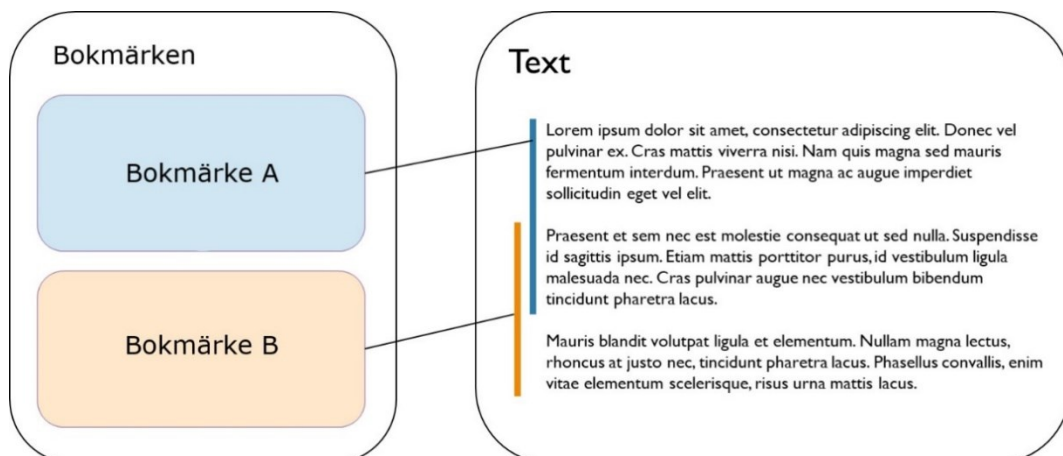 Bokmärken
Bokmärke A
Bokmärke B
Text
Lorem ipsum dolor sit amet, consectetur adipiscing elit. Donec vel
pulvinar ex. Cras mattis viverra nisi. Nam quis magna sed mauris
fermentum interdum. Praesent ut magna ac augue imperdiet
sollicitudin eget vel elit.
Praesent et sem nec est molestie consequat ut sed nulla. Suspendisse
id sagittis ipsum. Etiam mattis porttitor purus, id vestibulum ligula
malesuada nec. Cras pulvinar augue nec vestibulum bibendum
tincidunt pharetra lacus.
Mauris blandit volutpat ligula et elementum. Nullam magna lectus,
rhoncus at justo nec, tincidunt pharetra lacus. Phasellus convallis, enim
vitae elementum scelerisque, risus urna mattis lacus.